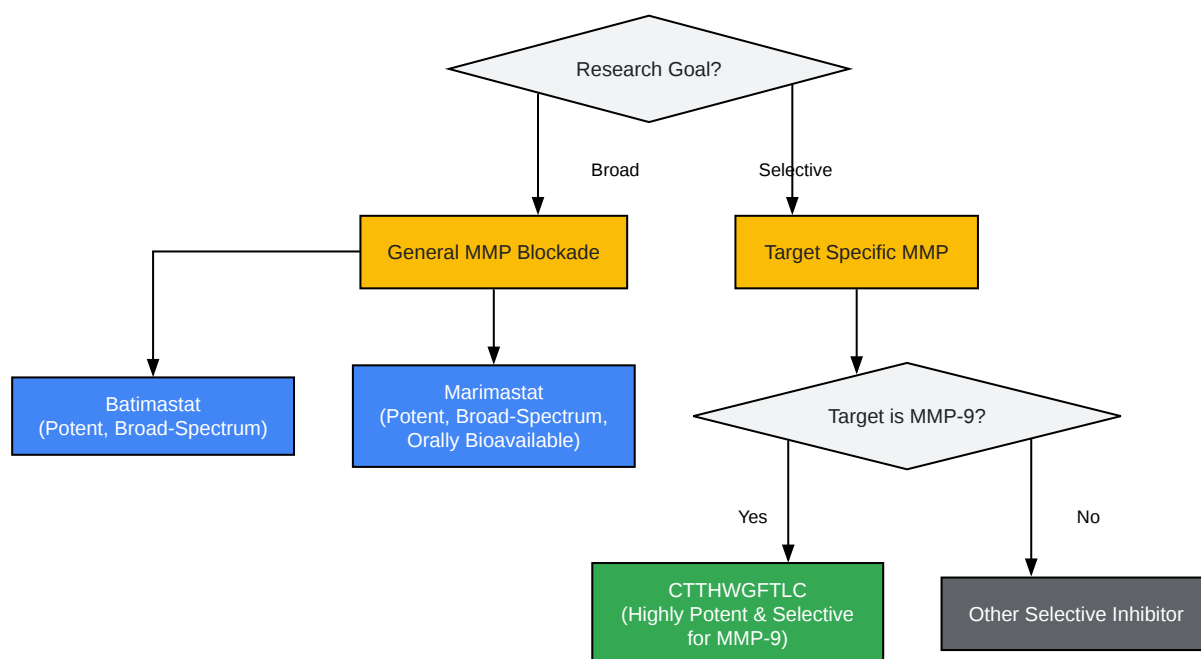 Research Goal?
Broad
Selective
General MMP Blockade
Target Specific MMP
Batimastat
(Potent, Broad-Spectrum)
Marimastat
(Potent, Broad-Spectrum,
Orally Bioavailable)
Target is MMP-9?
Yes
No
CTTHWGFTLC
(Highly Potent & Selective
for MMP-9)
Other Selective Inhibitor